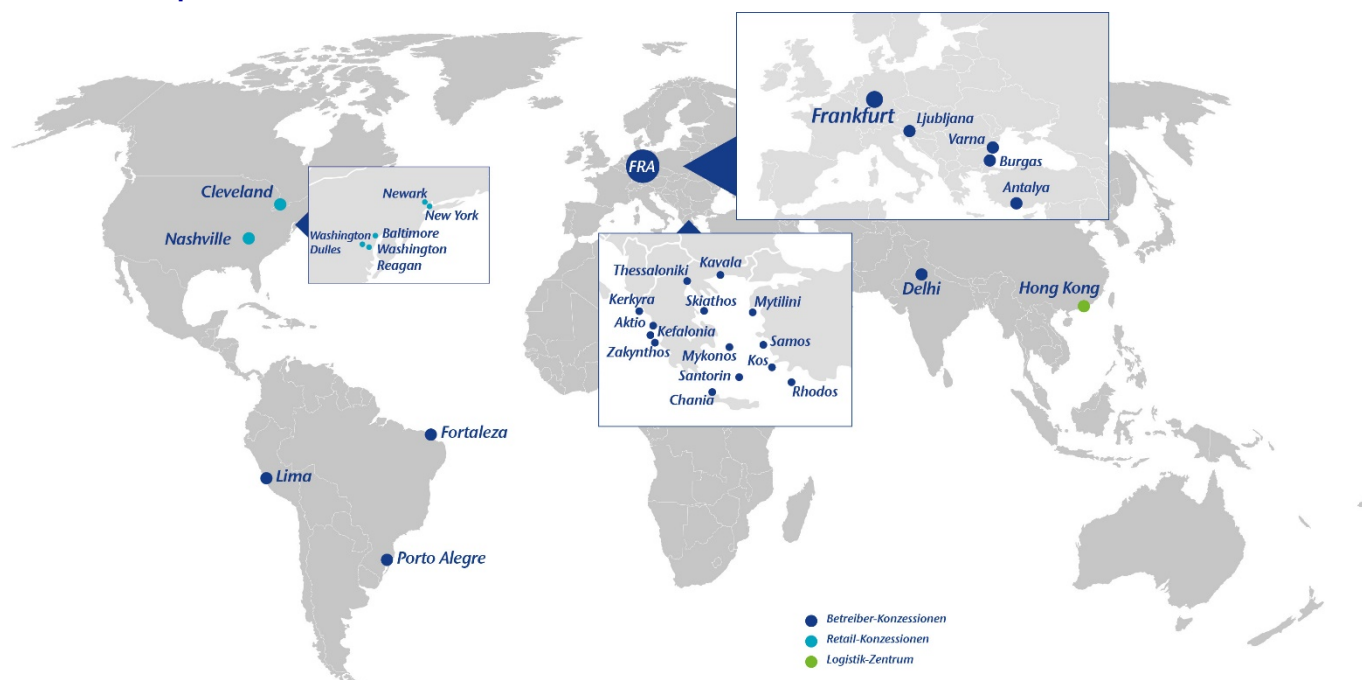 Cleveland
Nashville
Newark
New York
Baltimore
Washington
Dulles
Washington
Reagan
FRA
Frankfurt
Ljubljana
Varna
Burgas
Antalya
Kavala
Thessaloniki
Kerkyra
Skiathos
Mytilini
Aktio
Kefalonia
Zakynthos
Mykonos
Samos
Kos
Santorin
Rhodos
Chania
Delhi
Hong Kong
Fortaleza
Lima
Porto Alegre
Betreiber-Konzessionen
Retail-Konzessionen
Logistik-Zentrum